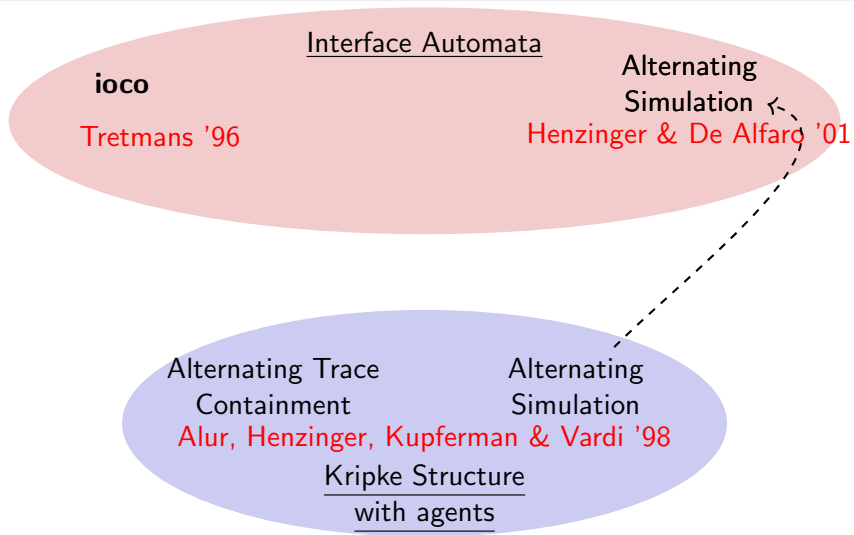 Interface Automata
ioco
Tretmans '96
Alternating
Simulation
Henzinger & De Alfaro '01
Alternating Trace
Containment
Alternating
Simulation
Alur, Henzinger, Kupferman & Vardi '98
Kripke Structure
with agents